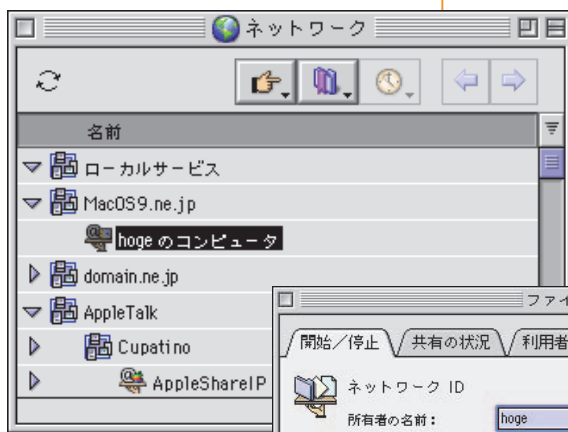 ネットワーク
名前
ローカルサービス
MacOS9.ne.jp
hoge のコンピュータ
domain.ne.jp
AppleTalk
Cupatino
AppleShareIP
ファイ
開始／停止 共有の状況 利用者
ネットワーク ID
所有者の名前： hoge